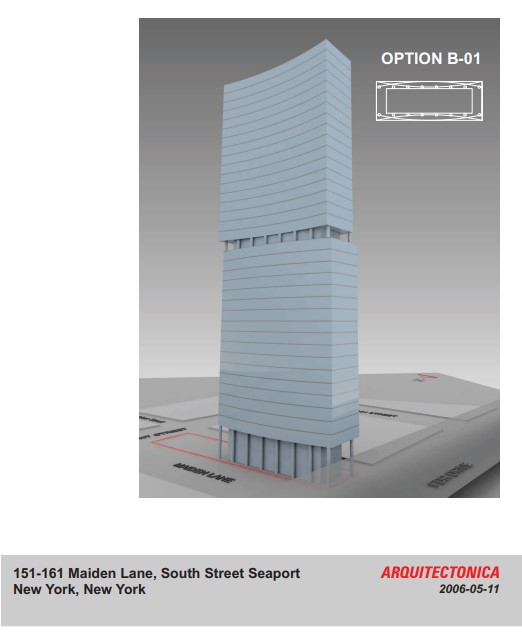 OPTION B-01
MAIDEN LANE
151-161 Maiden Lane, South Street Seaport
New York, New York
ARQUITECTONICA
2006-05-11